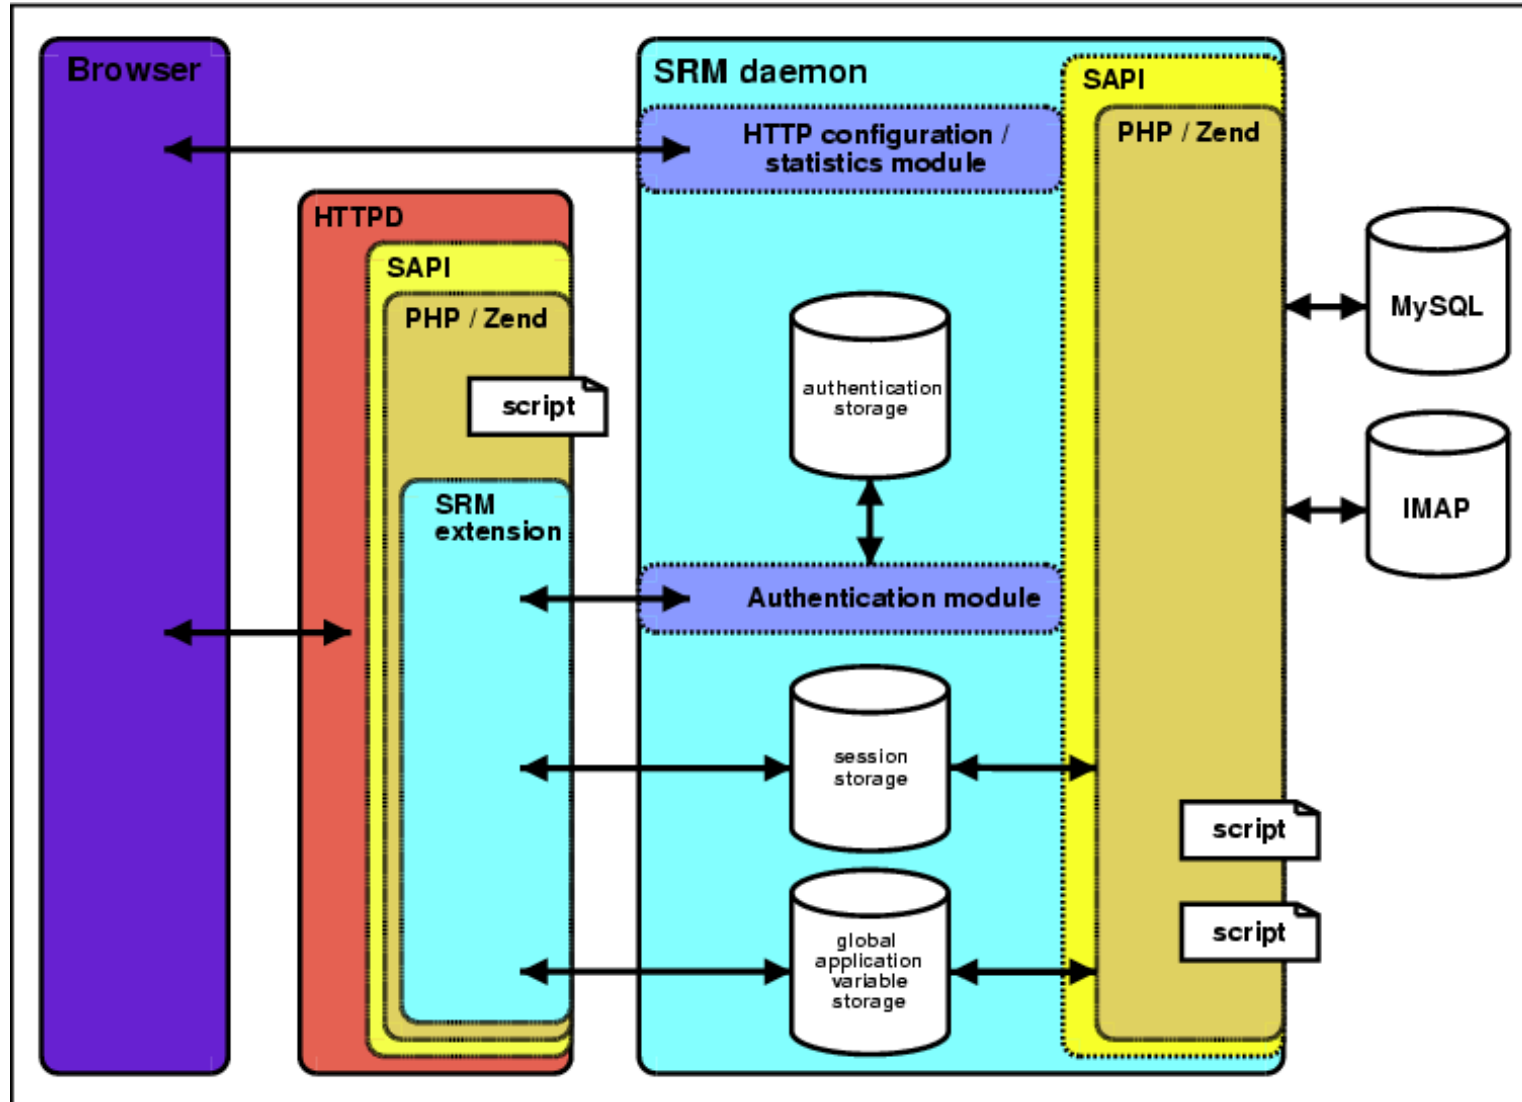 Browser
SRM daemon
SAPI
HTTP configuration /
statistics module
PHP / Zend
HTTPD
SAPI
PHP / Zend
script
SRM
extension
authentication
storage
MySQL
IMAP
Authentication module
session
storage
script
script
global
application
variable
storage